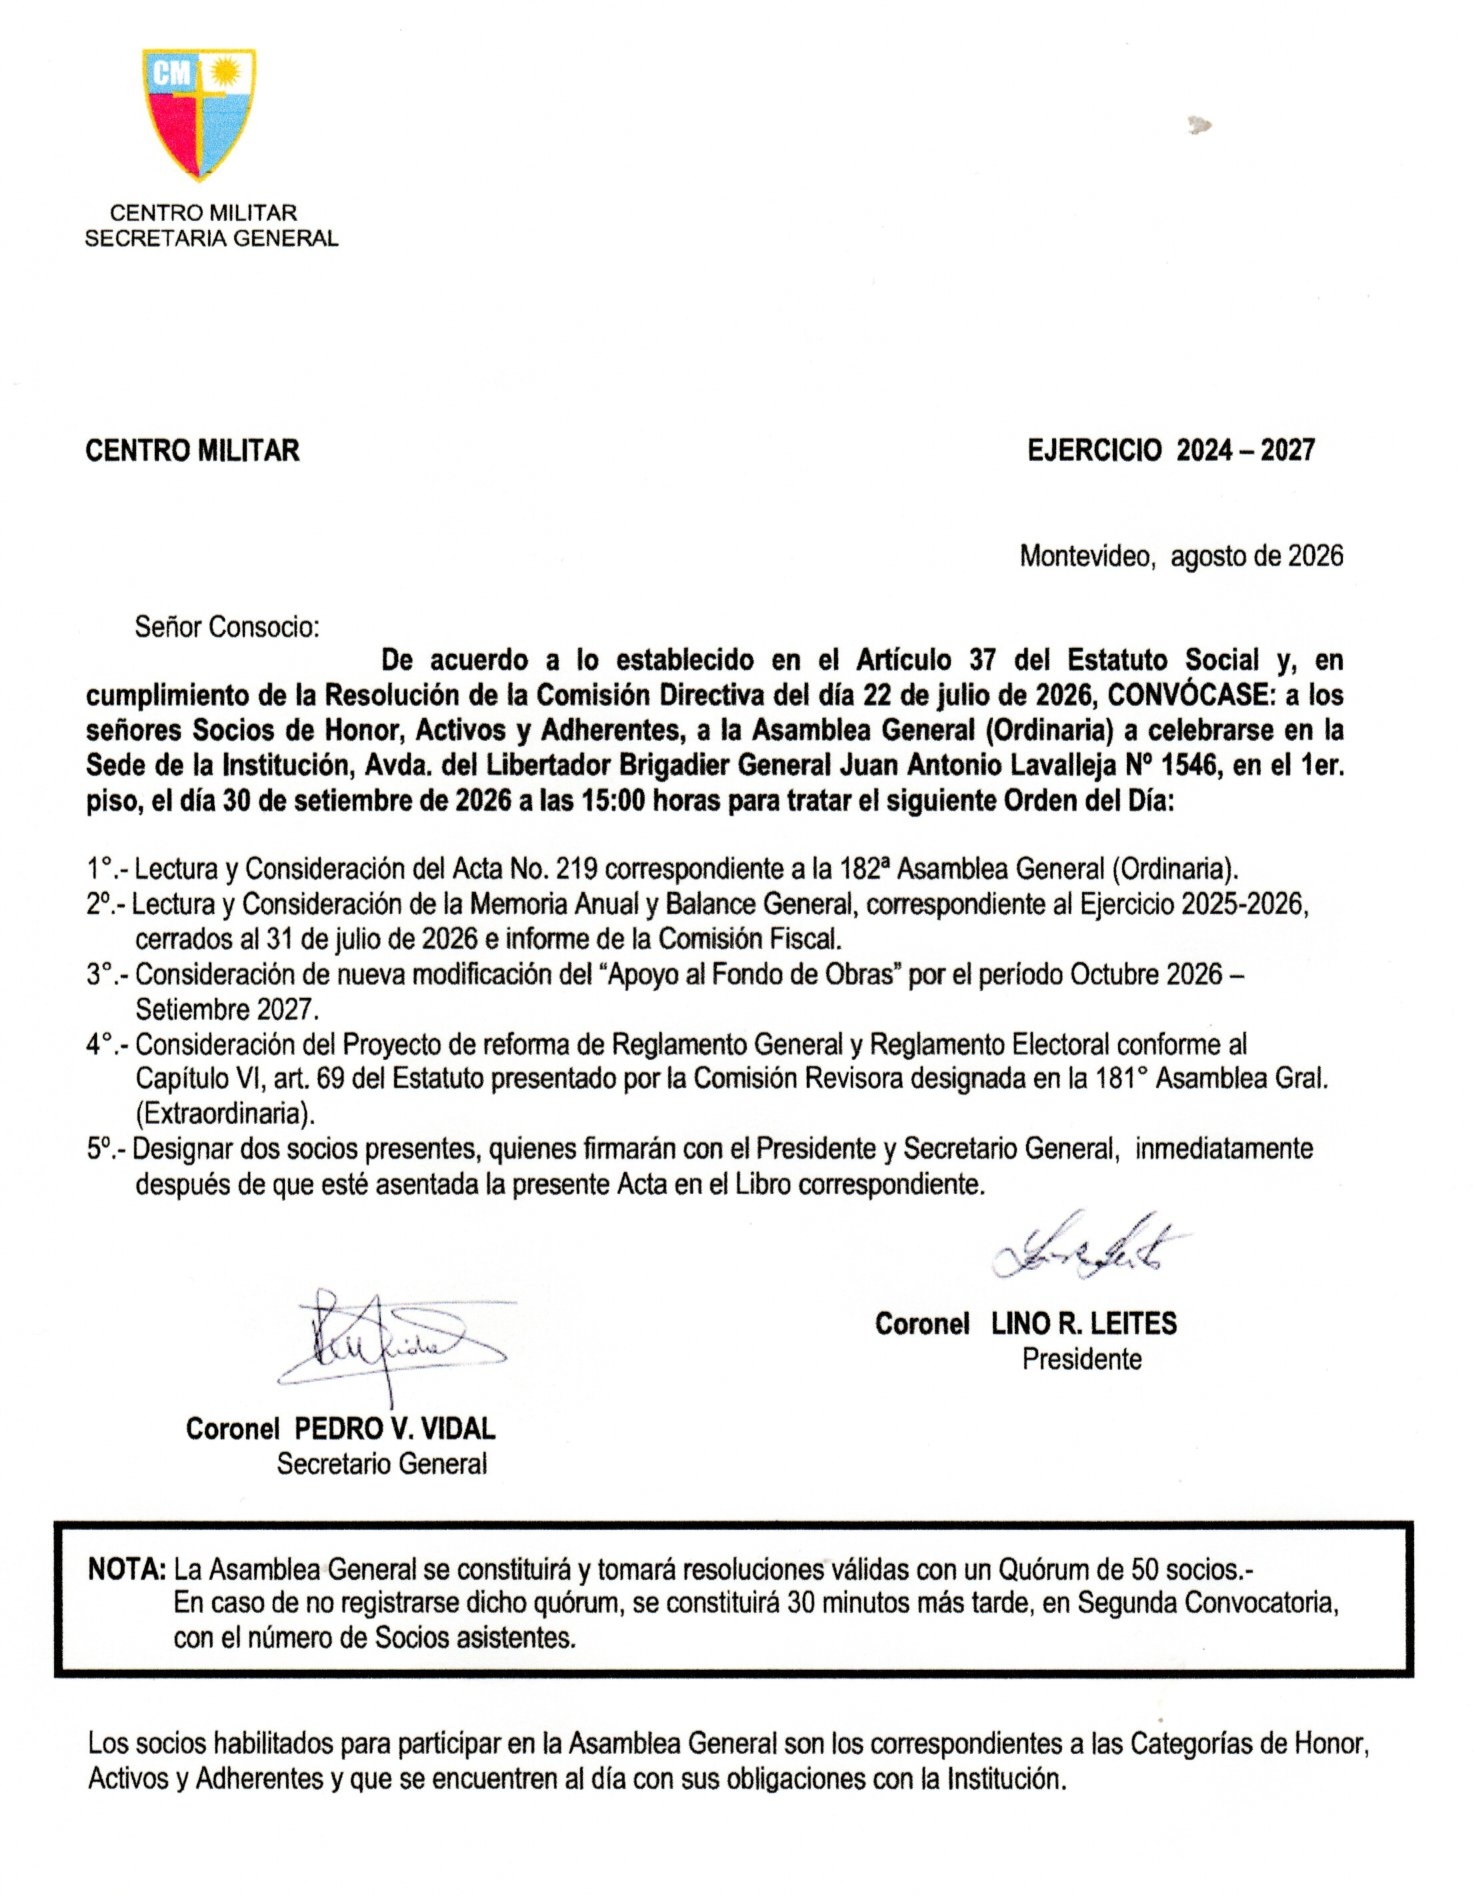 CM
CENTRO MILITAR
SECRETARIA GENERAL
CENTRO MILITAR EJERCICIO 2024 – 2027
Montevideo, agosto de 2026
Señor Consocio:
De acuerdo a lo establecido en el Artículo 37 del Estatuto Social y, en
cumplimiento de la Resolución de la Comisión Directiva del día 22 de julio de 2026, CONVÓCASE: a los
señores Socios de Honor, Activos y Adherentes, a la Asamblea General (Ordinaria) a celebrarse en la
Sede de la Institución, Avda. del Libertador Brigadier General Juan Antonio Lavalleja Nº 1546, en el 1er.
piso, el día 30 de setiembre de 2026 a las 15:00 horas para tratar el siguiente Orden del Día:
1°.- Lectura y Consideración del Acta No. 219 correspondiente a la 182ª Asamblea General (Ordinaria).
2º.- Lectura y Consideración de la Memoria Anual y Balance General, correspondiente al Ejercicio 2025-2026,
cerrados al 31 de julio de 2026 e informe de la Comisión Fiscal.
3°.- Consideración de nueva modificación del “Apoyo al Fondo de Obras” por el período Octubre 2026 –
Setiembre 2027.
4°.- Consideración del Proyecto de reforma de Reglamento General y Reglamento Electoral conforme al
Capítulo VI, art. 69 del Estatuto presentado por la Comisión Revisora designada en la 181° Asamblea Gral.
(Extraordinaria).
5º.- Designar dos socios presentes, quienes firmarán con el Presidente y Secretario General, inmediatamente
después de que esté asentada la presente Acta en el Libro correspondiente.
Coronel LINO R. LEITES
Presidente
Coronel PEDRO V. VIDAL
Secretario General
NOTA: La Asamblea General se constituirá y tomará resoluciones válidas con un Quórum de 50 socios.-
En caso de no registrarse dicho quórum, se constituirá 30 minutos más tarde, en Segunda Convocatoria,
con el número de Socios asistentes.
Los socios habilitados para participar en la Asamblea General son los correspondientes a las Categorías de Honor,
Activos y Adherentes y que se encuentren al día con sus obligaciones con la Institución.